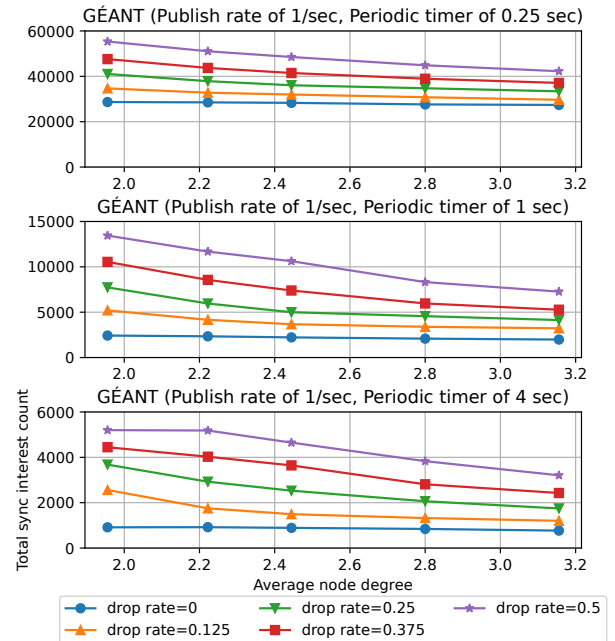 GÉANT (Publish rate of 1/sec, Periodic timer of 0.25 sec)
60000
40000
20000
0
2.0 2.2 2.4 2.6 2.8 3.0 3.2
GÉANT (Publish rate of 1/sec, Periodic timer of 1 sec)
15000
10000
5000
0
2.0 2.2 2.4 2.6 2.8 3.0 3.2
GÉANT (Publish rate of 1/sec, Periodic timer of 4 sec)
6000
4000
2000
0
2.0 2.2 2.4 2.6 2.8 3.0 3.2
Total sync interest count
Average node degree
drop rate=0 drop rate=0.25 drop rate=0.5
drop rate=0.125 drop rate=0.375